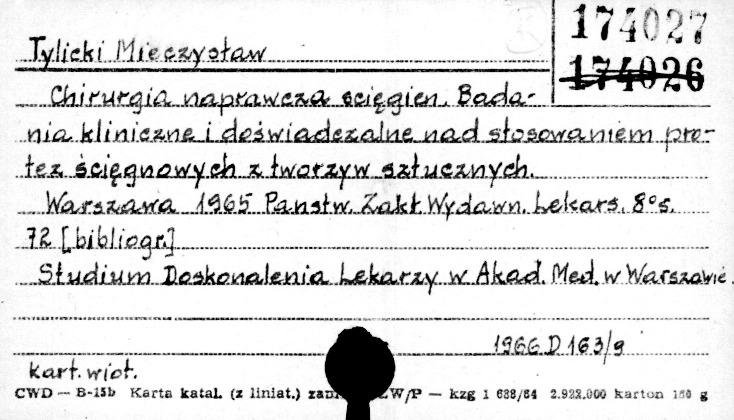 174027
Tylicki Mieczysław
174026
Chirurgia naprawcza ścięgien. Bada-
nia kliniczne i doświadczalne nad stosowaniem pro-
tez ścięgnowych z tworzyw sztucznych.
Warszawa 1965 Państw. Zakł. Wydawn. Lekars. 8° s.
72 [bibliogr.]
Studium Doskonalenia Lekarzy w Akad. Med. w Warszawie.
1966 D 163/9
kart. wiot.
CWD — B-15b Karta katal. (z liniat.) ZW/P — kzg 1 688/64 2.922.000 karton 160 g